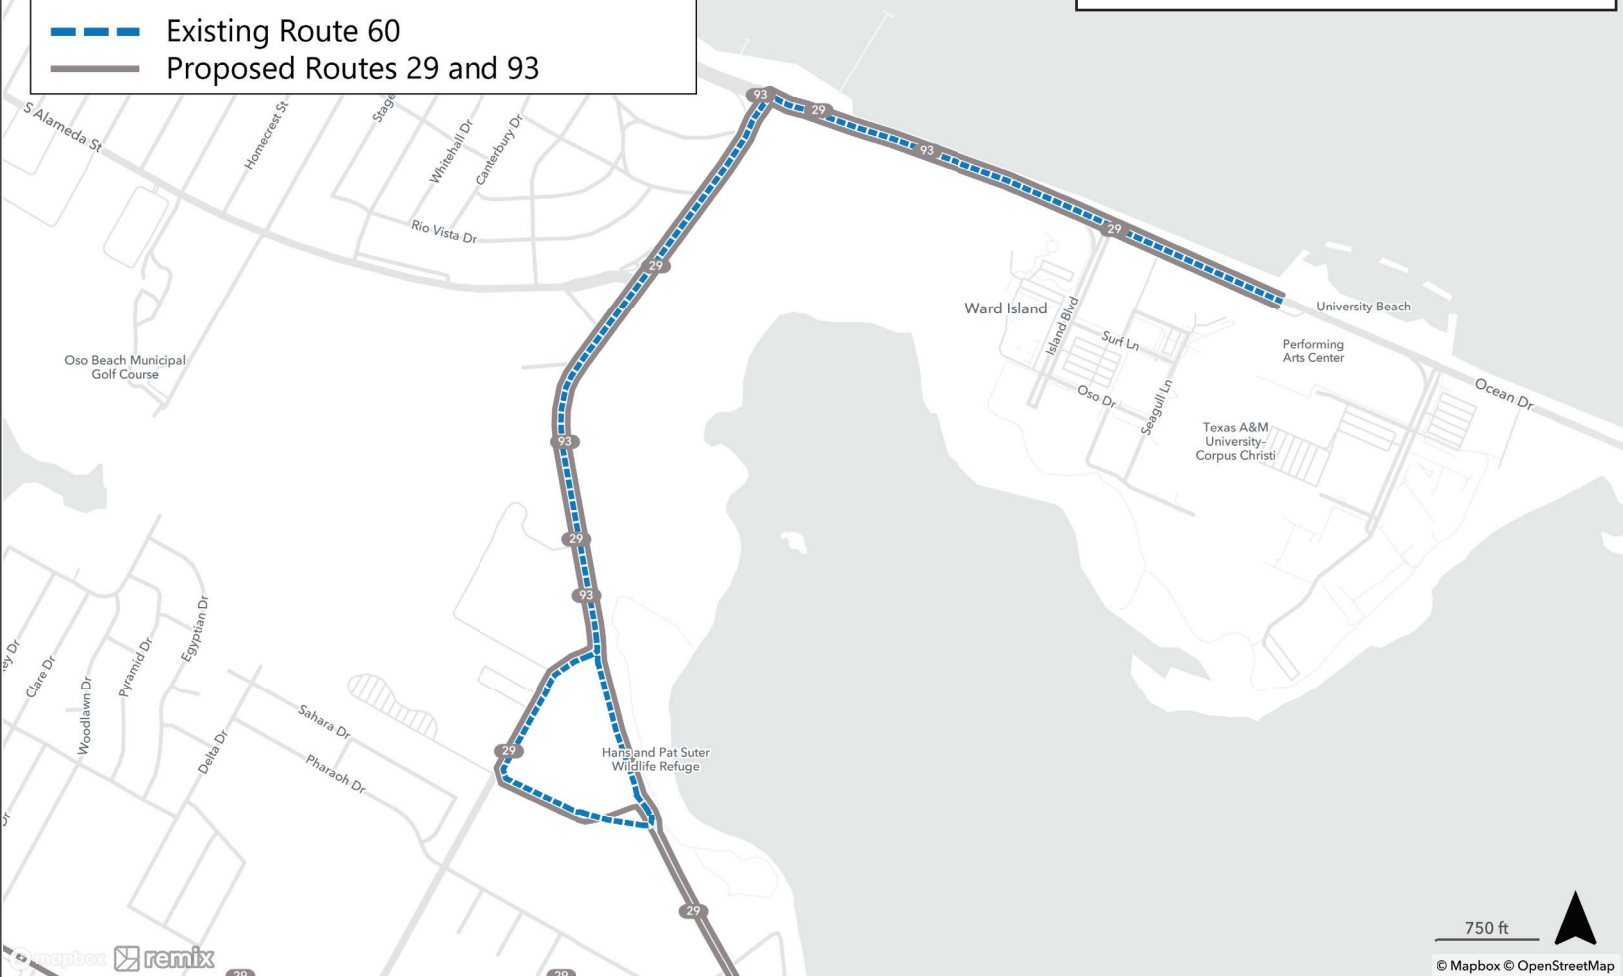 Existing Route 60
Proposed Routes 29 and 93
S Alameda St
Homecrest St
Stage
Whitehall Dr
Canterbury Dr
Rio Vista Dr
93
29
93
29
29
Ward Island
Island Blvd
Surf Ln
Oso Dr
Seagull Ln
University Beach
Performing
Arts Center
Ocean Dr
Texas A&M
University-
Corpus Christi
Oso Beach Municipal
Golf Course
93
29
93
ey Dr
Clare Dr
Woodlawn Dr
Pyramid Dr
Egyptian Dr
Delta Dr
Sahara Dr
Pharaoh Dr
29
Hans and Pat Suter
Wildlife Refuge
29
750 ft
mapbox
remix
29
29
© Mapbox © OpenStreetMap